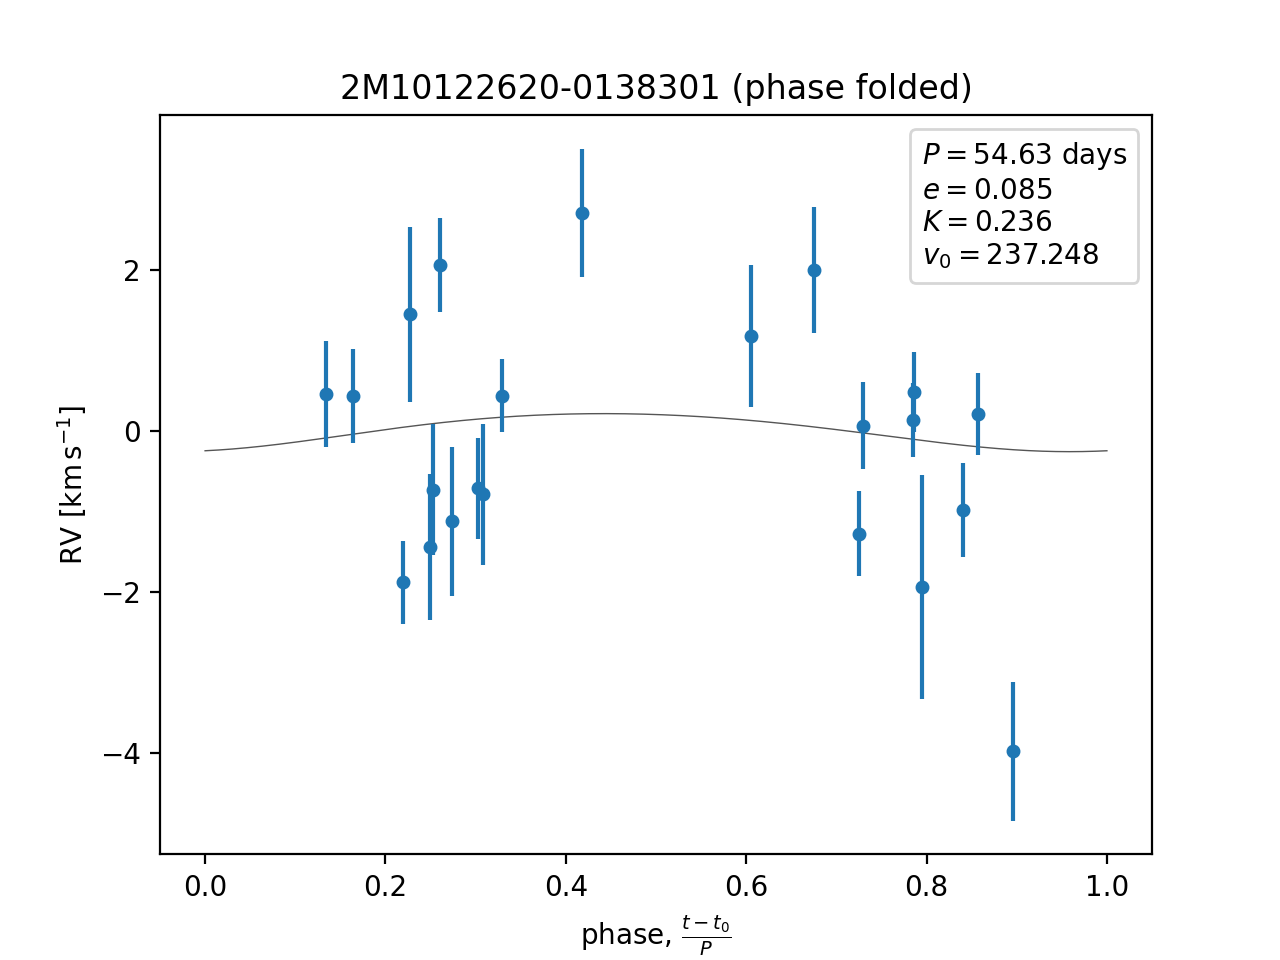 2M10122620-0138301 (phase folded)
P = 54.63 days
e = 0.085
K = 0.236
v₀ = 237.248
RV [km s⁻¹]
2
0
−2
−4
0.0 0.2 0.4 0.6 0.8 1.0
phase, (t − t₀)/P